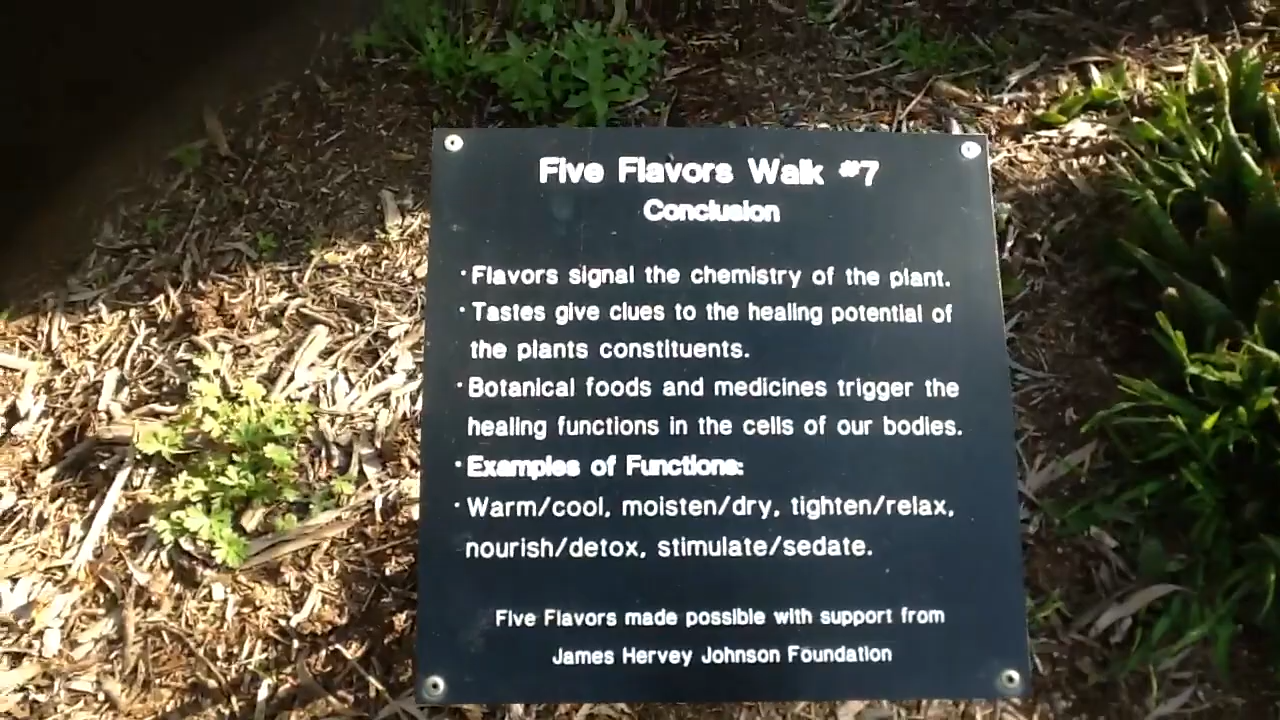 Five Flavors Walk #7
Conclusion
• Flavors signal the chemistry of the plant.
• Tastes give clues to the healing potential of
the plants constituents.
• Botanical foods and medicines trigger the
healing functions in the cells of our bodies.
• Examples of Functions:
• Warm/cool, moisten/dry, tighten/relax,
nourish/detox, stimulate/sedate.
Five Flavors made possible with support from
James Hervey Johnson Foundation